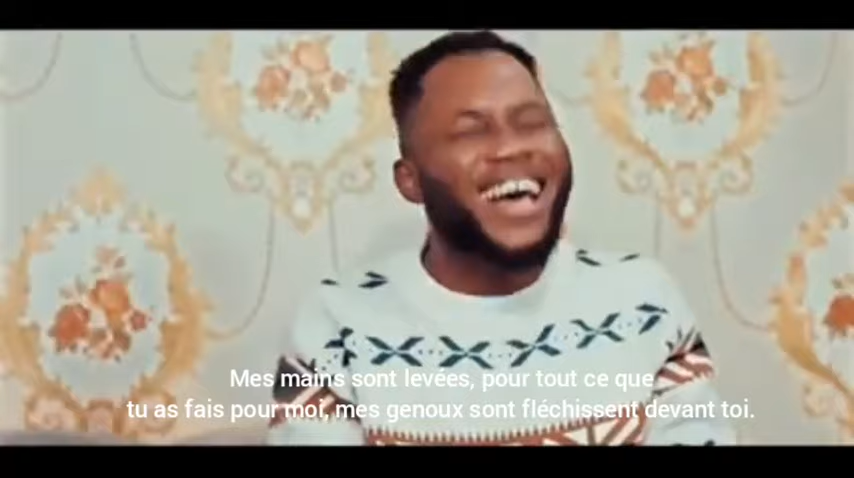 Mes mains sont levées, pour tout ce que
tu as fais pour moi, mes genoux sont fléchissent devant toi.